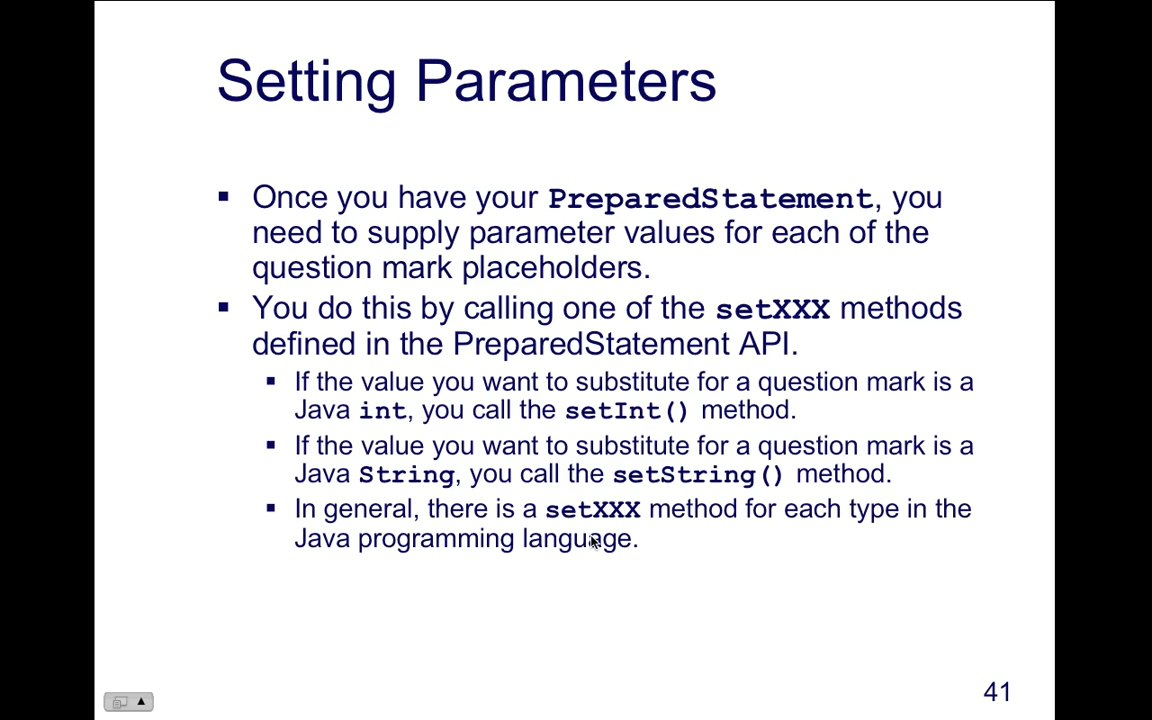 Setting Parameters
▪ Once you have your PreparedStatement, you
need to supply parameter values for each of the
question mark placeholders.
▪ You do this by calling one of the setXXX methods
defined in the PreparedStatement API.
▪ If the value you want to substitute for a question mark is a
Java int, you call the setInt() method.
▪ If the value you want to substitute for a question mark is a
Java String, you call the setString() method.
▪ In general, there is a setXXX method for each type in the
Java programming language.
41